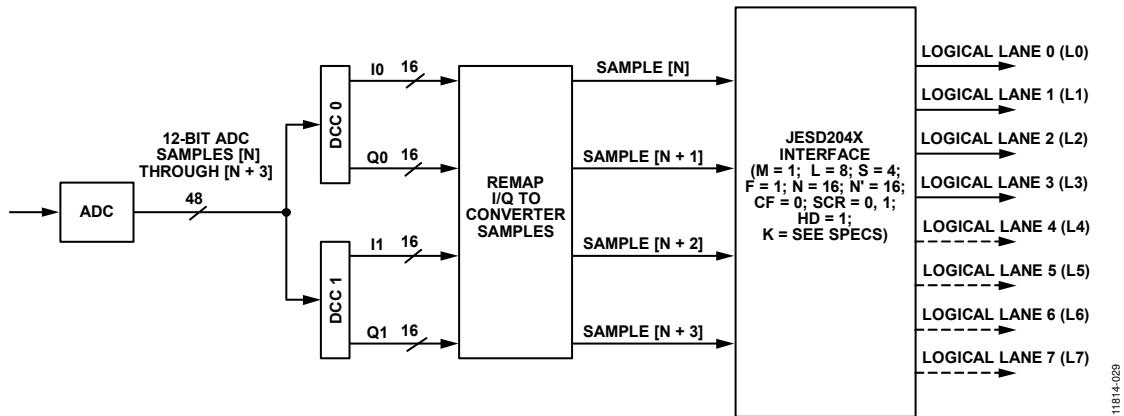 ADC
12-BIT ADC
SAMPLES [N]
THROUGH [N + 3]
48
DCC 0
DCC 1
I0 16
Q0 16
I1 16
Q1 16
REMAP
I/Q TO
CONVERTER
SAMPLES
SAMPLE [N]
SAMPLE [N + 1]
SAMPLE [N + 2]
SAMPLE [N + 3]
JESD204X
INTERFACE
(M = 1; L = 8; S = 4;
F = 1; N = 16; N' = 16;
CF = 0; SCR = 0, 1;
HD = 1;
K = SEE SPECS)
LOGICAL LANE 0 (L0)
LOGICAL LANE 1 (L1)
LOGICAL LANE 2 (L2)
LOGICAL LANE 3 (L3)
LOGICAL LANE 4 (L4)
LOGICAL LANE 5 (L5)
LOGICAL LANE 6 (L6)
LOGICAL LANE 7 (L7)
11814-029